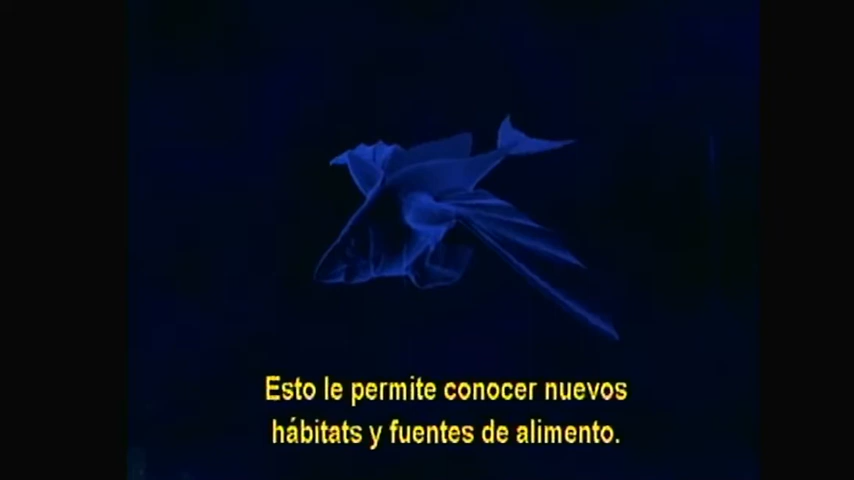 Esto le permite conocer nuevos
hábitats y fuentes de alimento.